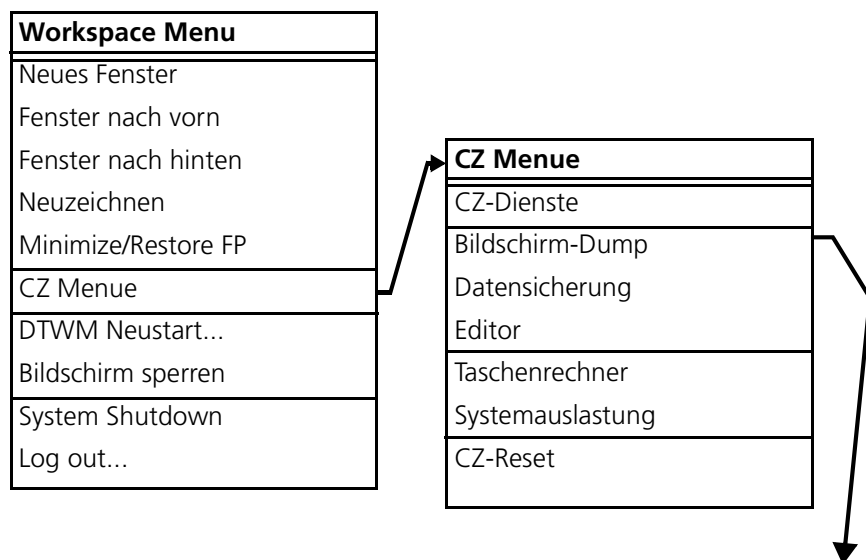 Workspace Menu
Neues Fenster
Fenster nach vorn
Fenster nach hinten
Neuzeichnen
Minimize/Restore FP
CZ Menue
DTWM Neustart...
Bildschirm sperren
System Shutdown
Log out...
CZ Menue
CZ-Dienste
Bildschirm-Dump
Datensicherung
Editor
Taschenrechner
Systemauslastung
CZ-Reset